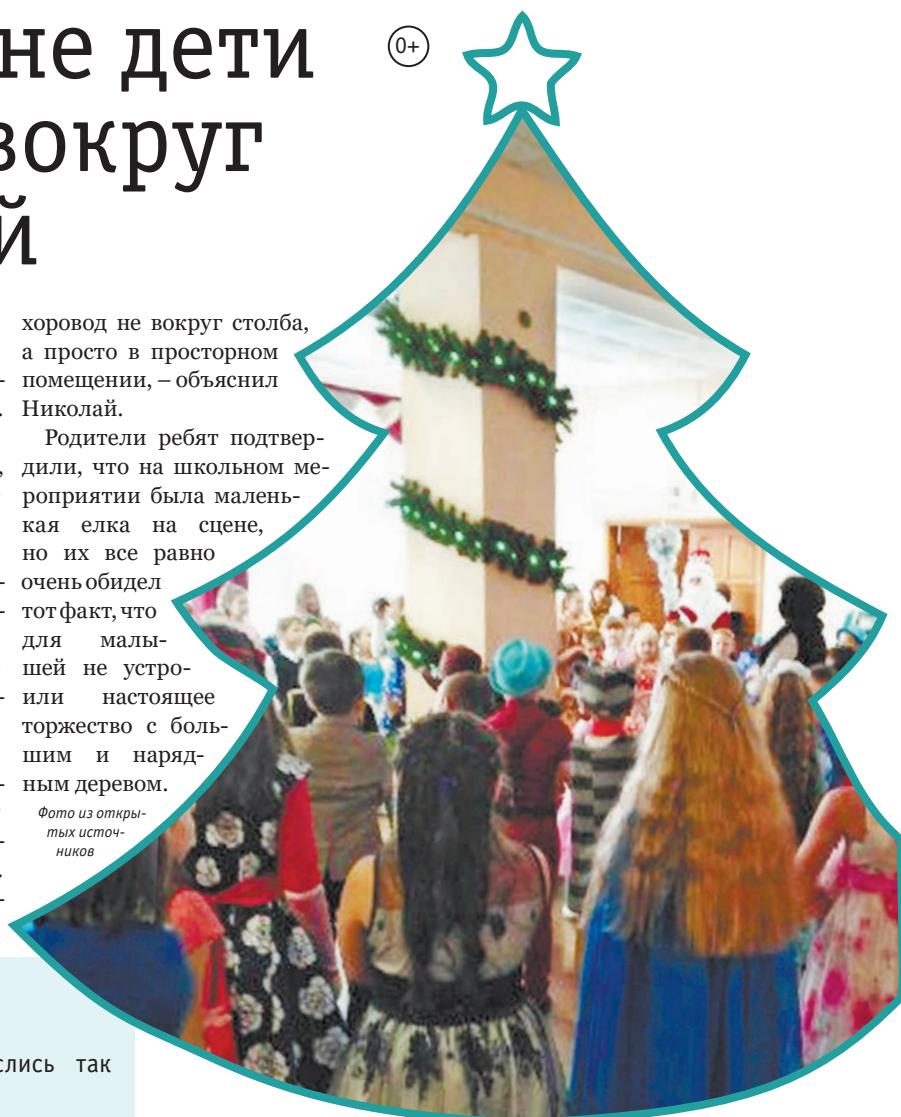 не дети
вокруг
й
0+
хоровод не вокруг столба,
а просто в просторном
помещении, – объяснил
Николай.
Родители ребят подтвер-
дили, что на школьном ме-
роприятии была малень-
кая елка на сцене,
но их все равно
очень обидел
тот факт, что
для малы-
шей не устро-
или настоящее
торжество с боль-
шим и наряд-
ным деревом.
Фото из откры-
тых источ-
ников
так